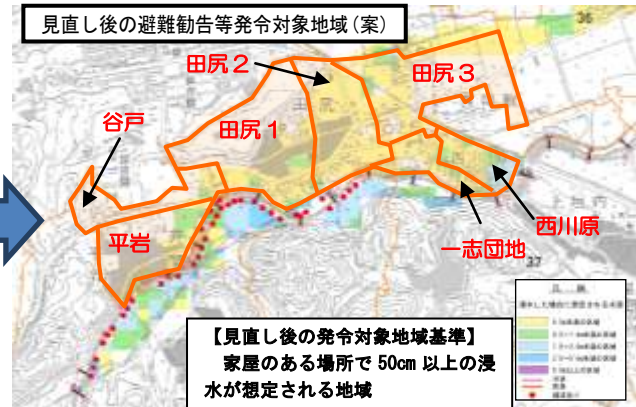 見直し後の避難勧告等発令対象地域(案)
田尻2
田尻3
谷戸
田尻1
平岩
西川原
一志団地
【見直し後の発令対象地域基準】
家屋のある場所で50cm以上の浸
水が想定される地域